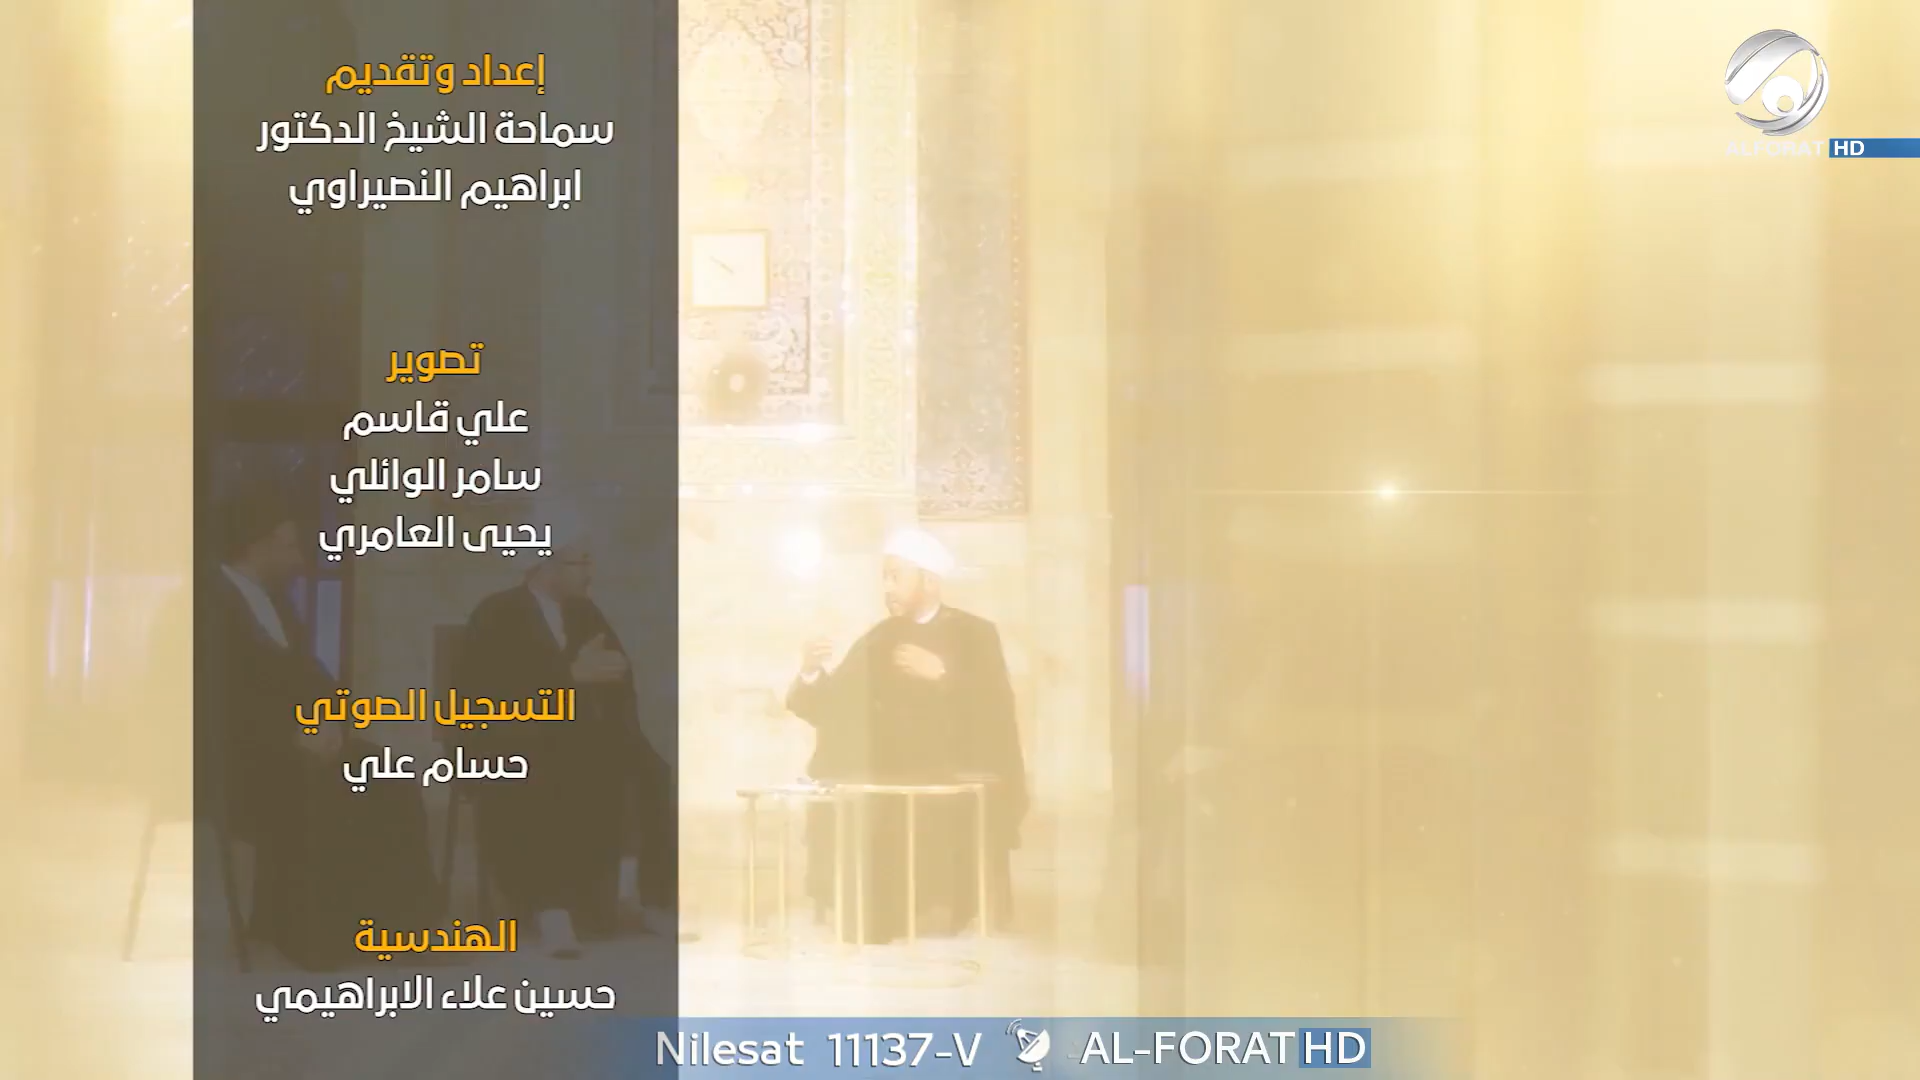 إعداد وتقديم
سماحة الشيخ الدكتور
ابراهيم النصيراوي
تصوير
علي قاسم
سامر الوائلي
يحيى العامري
التسجيل الصوتي
حسام علي
الهندسية
حسين علاء الابراهيمي
ALFORAT HD
Nilesat 11137-V AL-FORAT HD